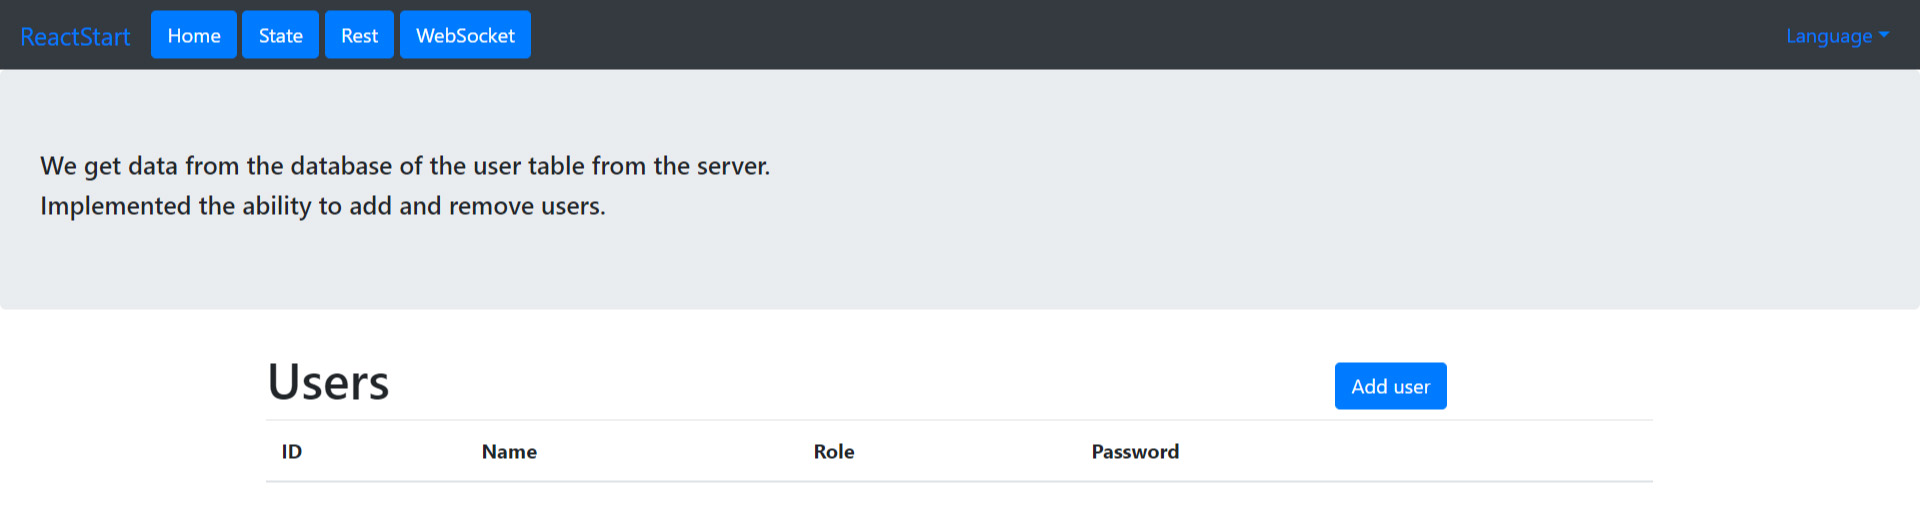 ReactStart Home State Rest WebSocket Language
We get data from the database of the user table from the server.
Implemented the ability to add and remove users.
Users Add user
ID Name Role Password